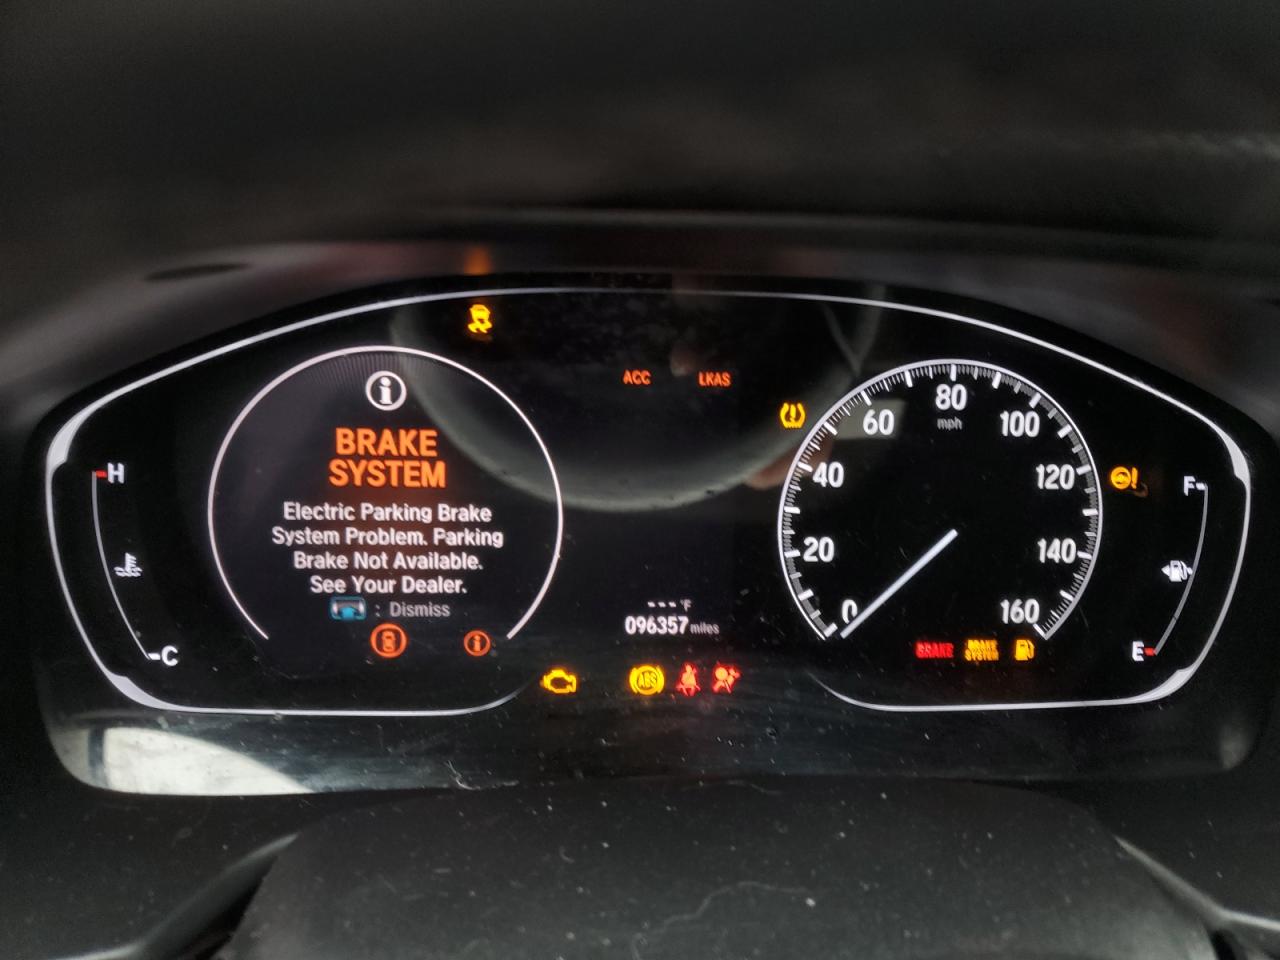 ACC LKAS
BRAKE
SYSTEM
Electric Parking Brake
System Problem. Parking
Brake Not Available.
See Your Dealer.
: Dismiss
H
C
---°F
096357 miles
ABS
0
20
40
60
80
100
120
140
160
mph
BRAKE
BRAKE
SYSTEM
F
E